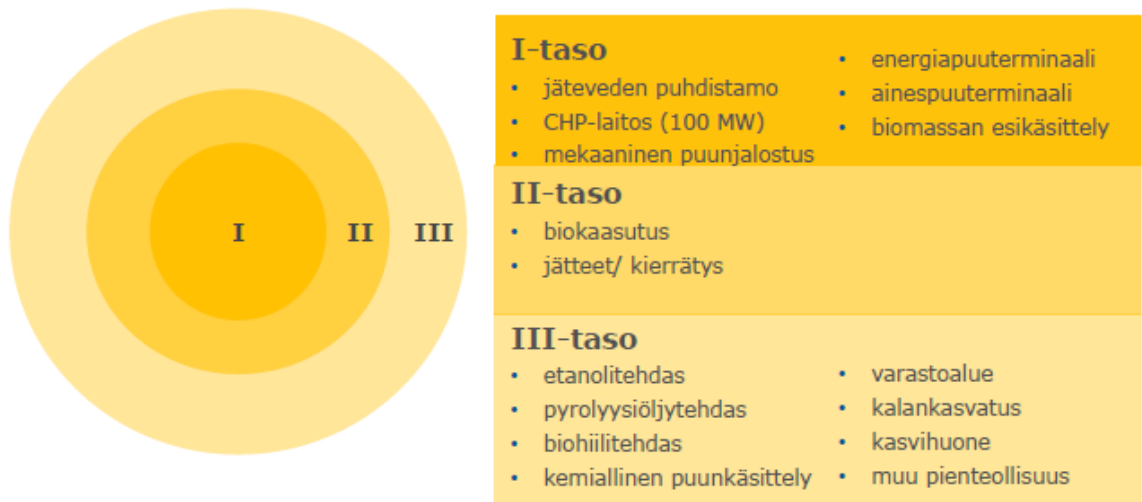 I
II
III
I-taso
• jäteveden puhdistamo
• CHP-laitos (100 MW)
• mekaaninen puunjalostus
• energiapuuterminaali
• ainespuuterminaali
• biomassan esikäsittely
II-taso
• biokaasutus
• jätteet/ kierrätys
III-taso
• etanolitehdas
• pyrolyysiöljytehdas
• biohiilitehdas
• kemiallinen puunkäsittely
• varastoalue
• kalankasvatus
• kasvihuone
• muu pienteollisuus